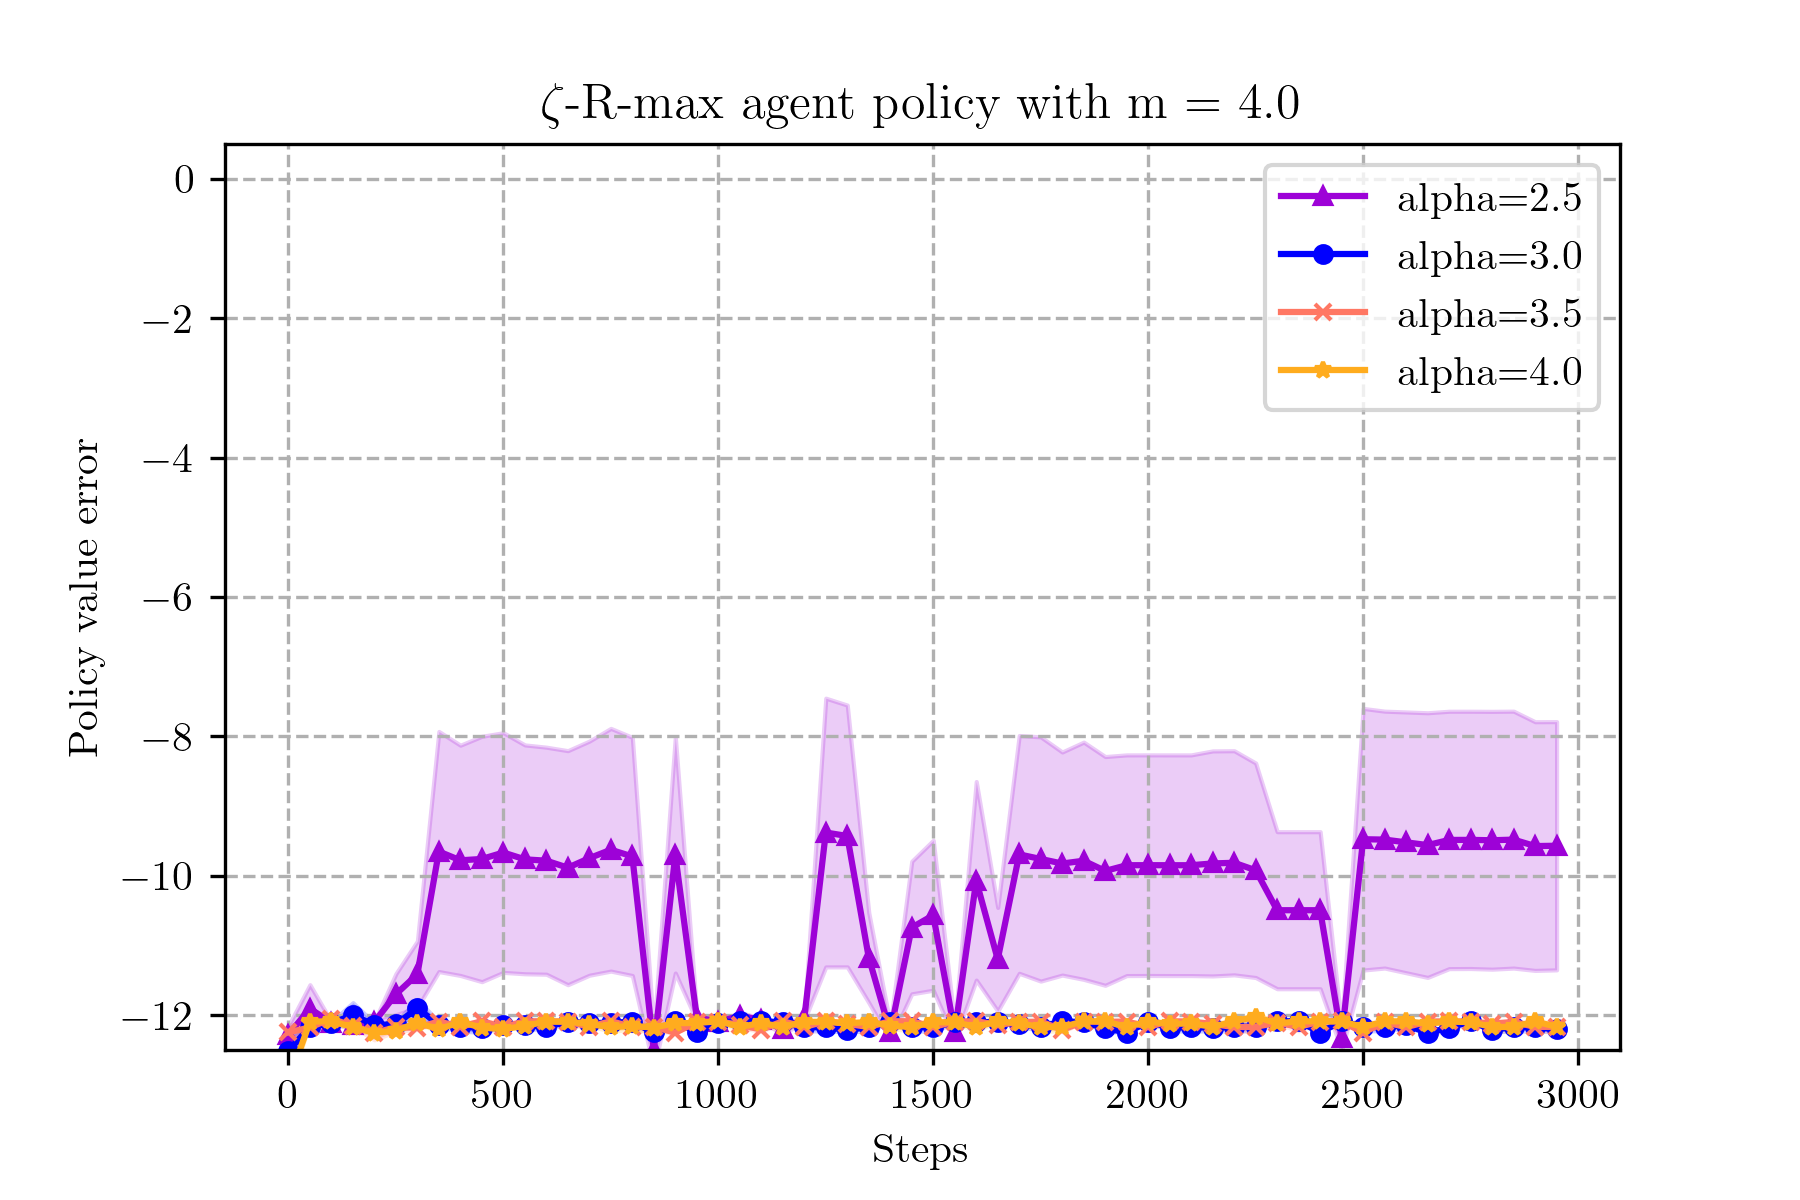 ζ-R-max agent policy with m = 4.0
alpha=2.5
alpha=3.0
alpha=3.5
alpha=4.0
Policy value error
0
−2
−4
−6
−8
−10
−12
0 500 1000 1500 2000 2500 3000
Steps